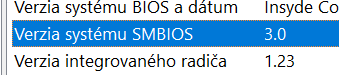 Verzia systému BIOS a dátum Insyde Co
Verzia systému SMBIOS 3.0
Verzia integrovaného radiča 1.23